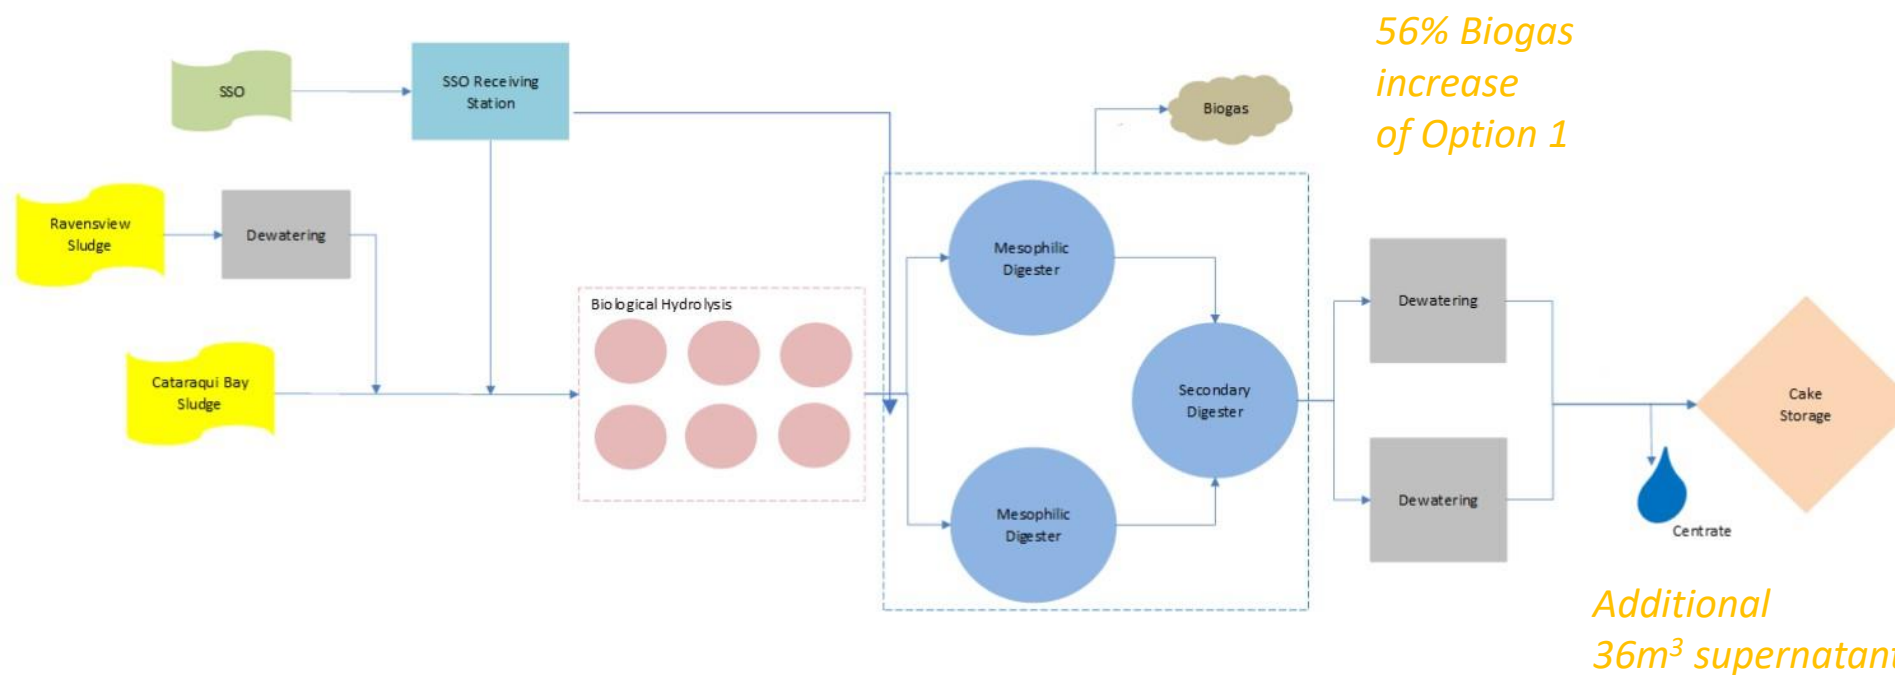 56% Biogas
increase
of Option 1
SSO
SSO Receiving
Station
Biogas
Ravensview
Sludge
Dewatering
Mesophilic
Digester
Biological Hydrolysis
Dewatering
Cataraqui Bay
Sludge
Secondary
Digester
Cake
Storage
Mesophilic
Digester
Dewatering
Centrate
Additional
36m³ supernatant